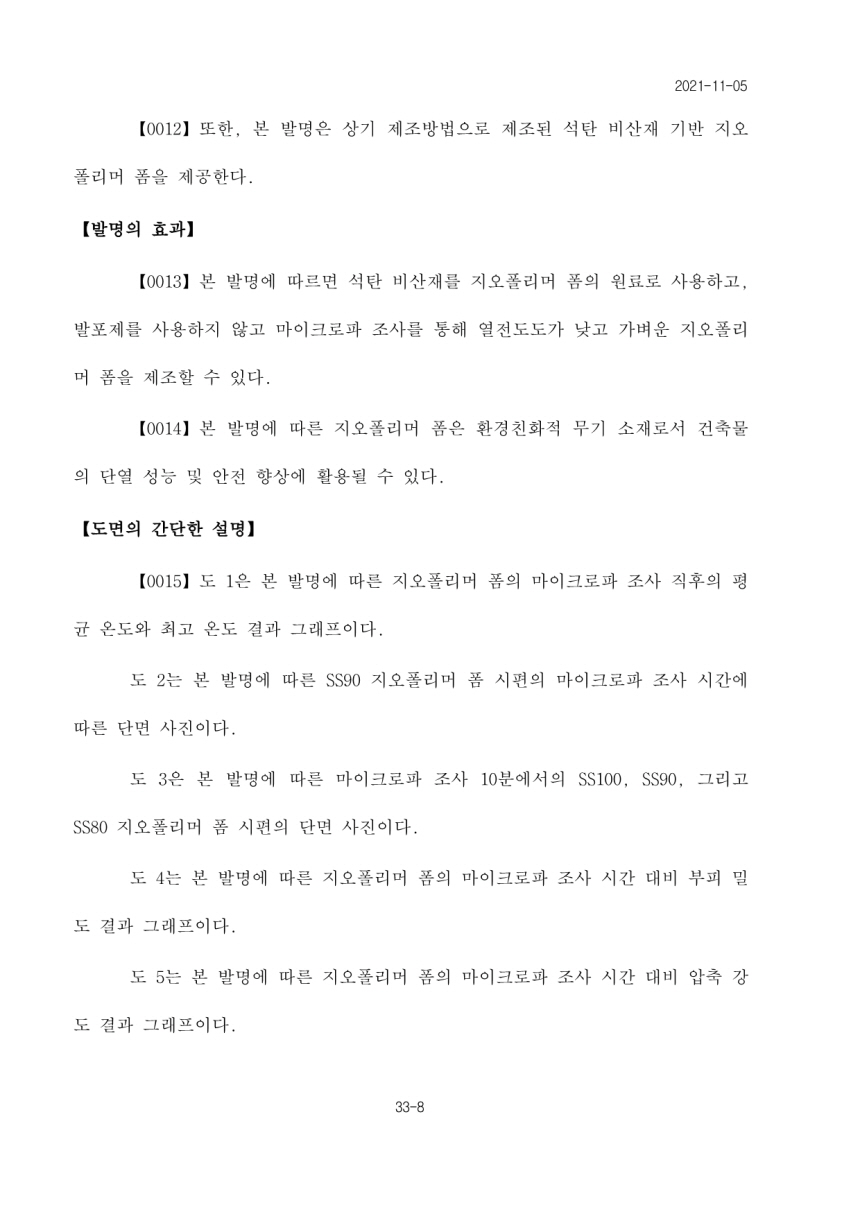 2021-11-05
【0012】또한, 본 발명은 상기 제조방법으로 제조된 석탄 비산재 기반 지오
폴리머 폼을 제공한다.
【발명의 효과】
【0013】본 발명에 따르면 석탄 비산재를 지오폴리머 폼의 원료로 사용하고,
발포제를 사용하지 않고 마이크로파 조사를 통해 열전도도가 낮고 가벼운 지오폴리
머 폼을 제조할 수 있다.
【0014】본 발명에 따른 지오폴리머 폼은 환경친화적 무기 소재로서 건축물
의 단열 성능 및 안전 향상에 활용될 수 있다.
【도면의 간단한 설명】
【0015】도 1은 본 발명에 따른 지오폴리머 폼의 마이크로파 조사 직후의 평
균 온도와 최고 온도 결과 그래프이다.
도 2는 본 발명에 따른 SS90 지오폴리머 폼 시편의 마이크로파 조사 시간에
따른 단면 사진이다.
도 3은 본 발명에 따른 마이크로파 조사 10분에서의 SS100, SS90, 그리고
SS80 지오폴리머 폼 시편의 단면 사진이다.
도 4는 본 발명에 따른 지오폴리머 폼의 마이크로파 조사 시간 대비 부피 밀
도 결과 그래프이다.
도 5는 본 발명에 따른 지오폴리머 폼의 마이크로파 조사 시간 대비 압축 강
도 결과 그래프이다.
33-8